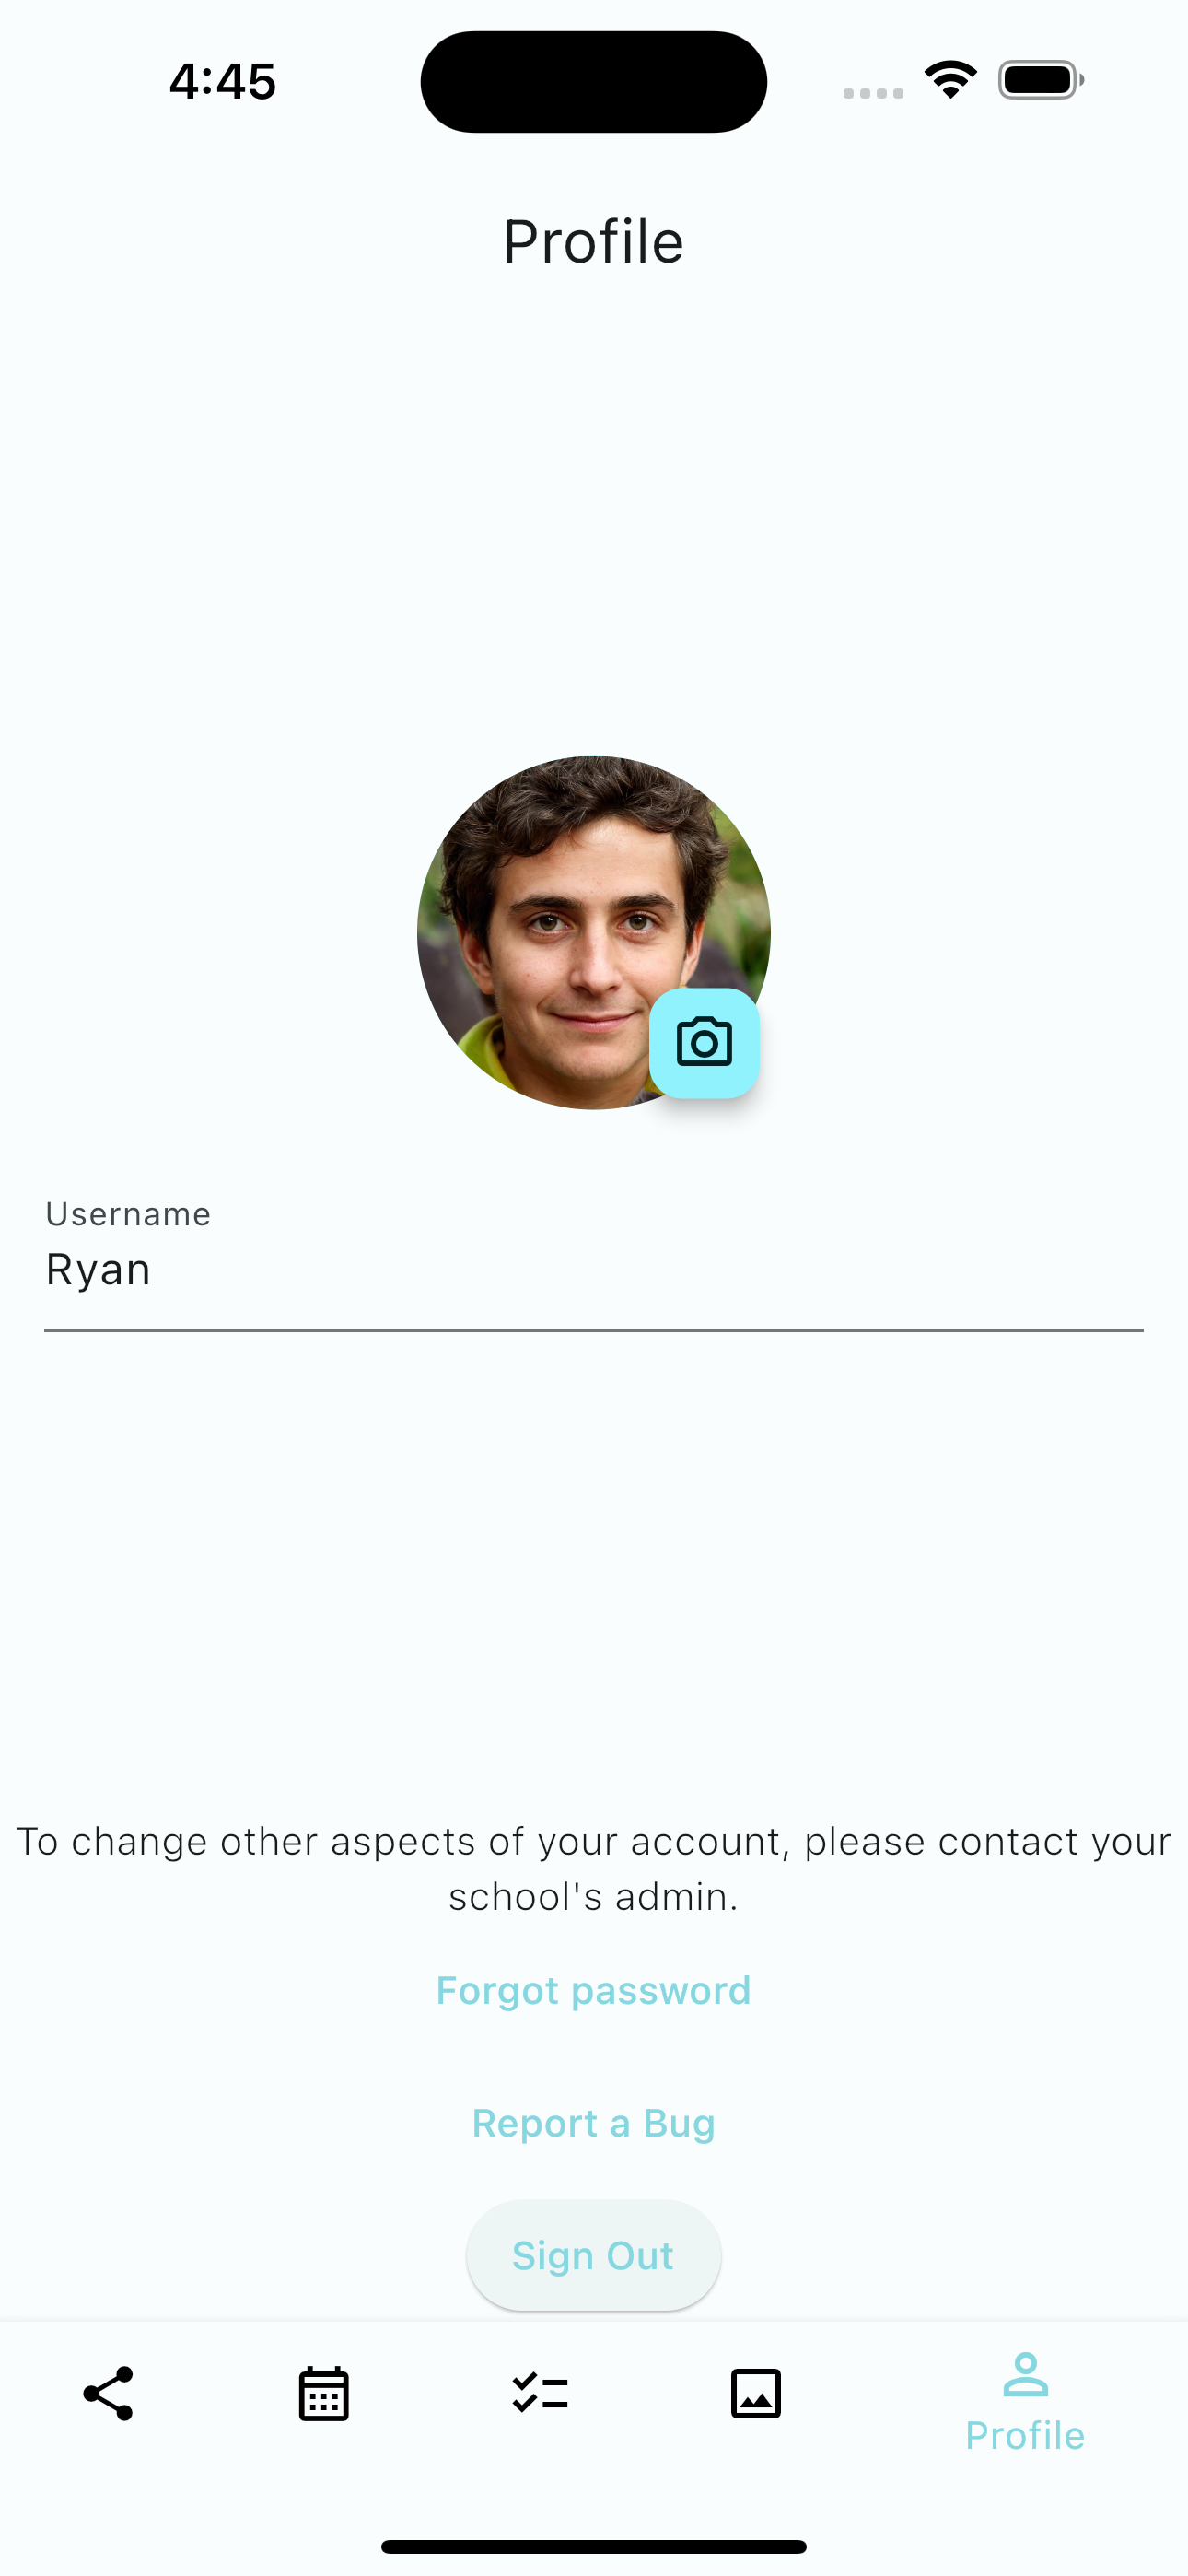 4:45
Profile
Username
Ryan
To change other aspects of your account, please contact your
school's admin.
Forgot password
Report a Bug
Sign Out
Profile